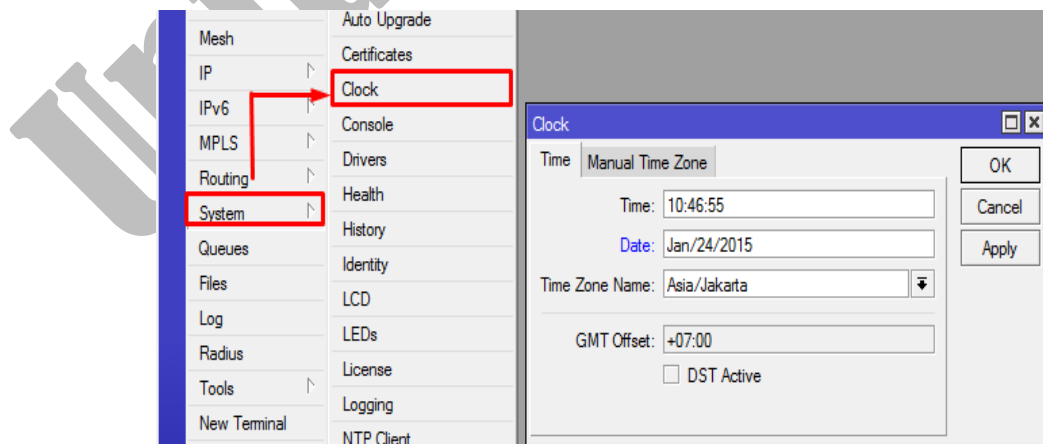 Mesh
IP
IPv6
MPLS
Routing
System
Queues
Files
Log
Radius
Tools
New Terminal
Auto Upgrade
Certificates
Clock
Console
Drivers
Health
History
Identity
LCD
LEDs
License
Logging
NTP Client
Clock
Time Manual Time Zone
Time: 10:46:55
Date: Jan/24/2015
Time Zone Name: Asia/Jakarta
GMT Offset: +07:00
DST Active
OK
Cancel
Apply